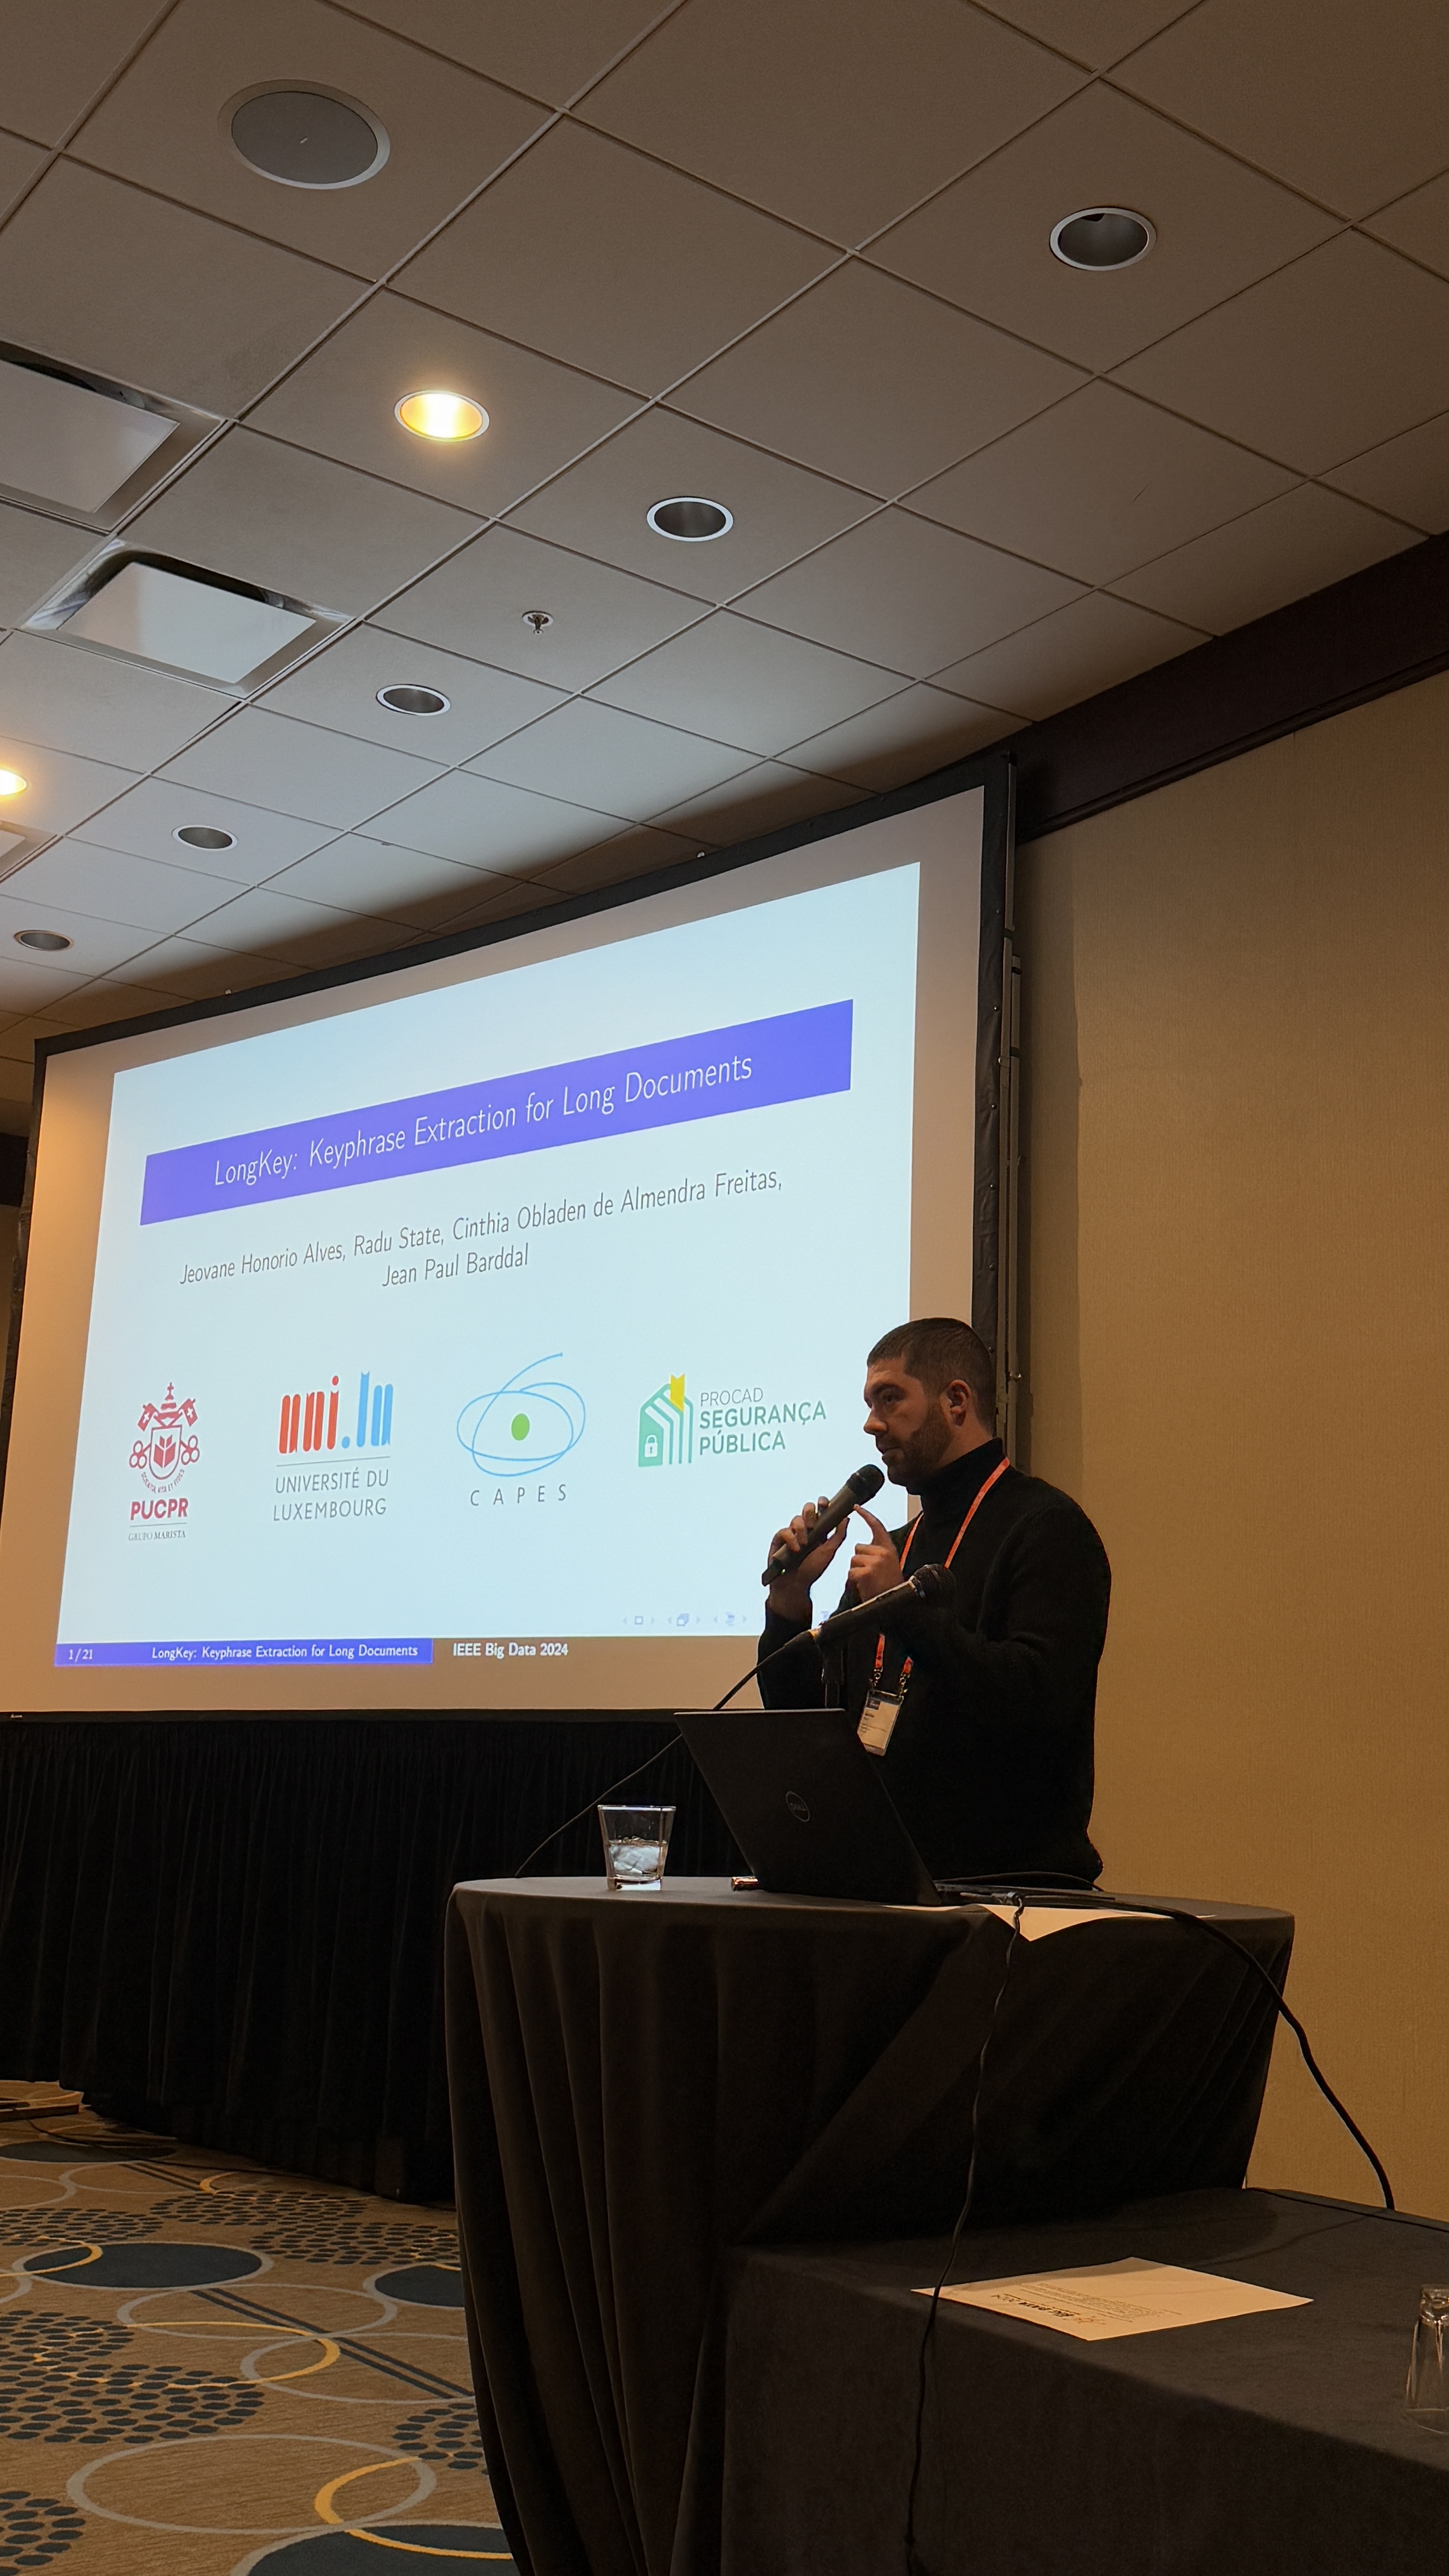 LongKey: Keyphrase Extraction for Long Documents
Jeovane Honorio Alves, Radu State, Cinthia Obladen de Almendra Freitas,
Jean Paul Barddal
PUCPR
GRUPO MARISTA
uni.lu
UNIVERSITÉ DU
LUXEMBOURG
CAPES
PROCAD
SEGURANÇA
PÚBLICA
1/21 LongKey: Keyphrase Extraction for Long Documents IEEE Big Data 2024
DELL